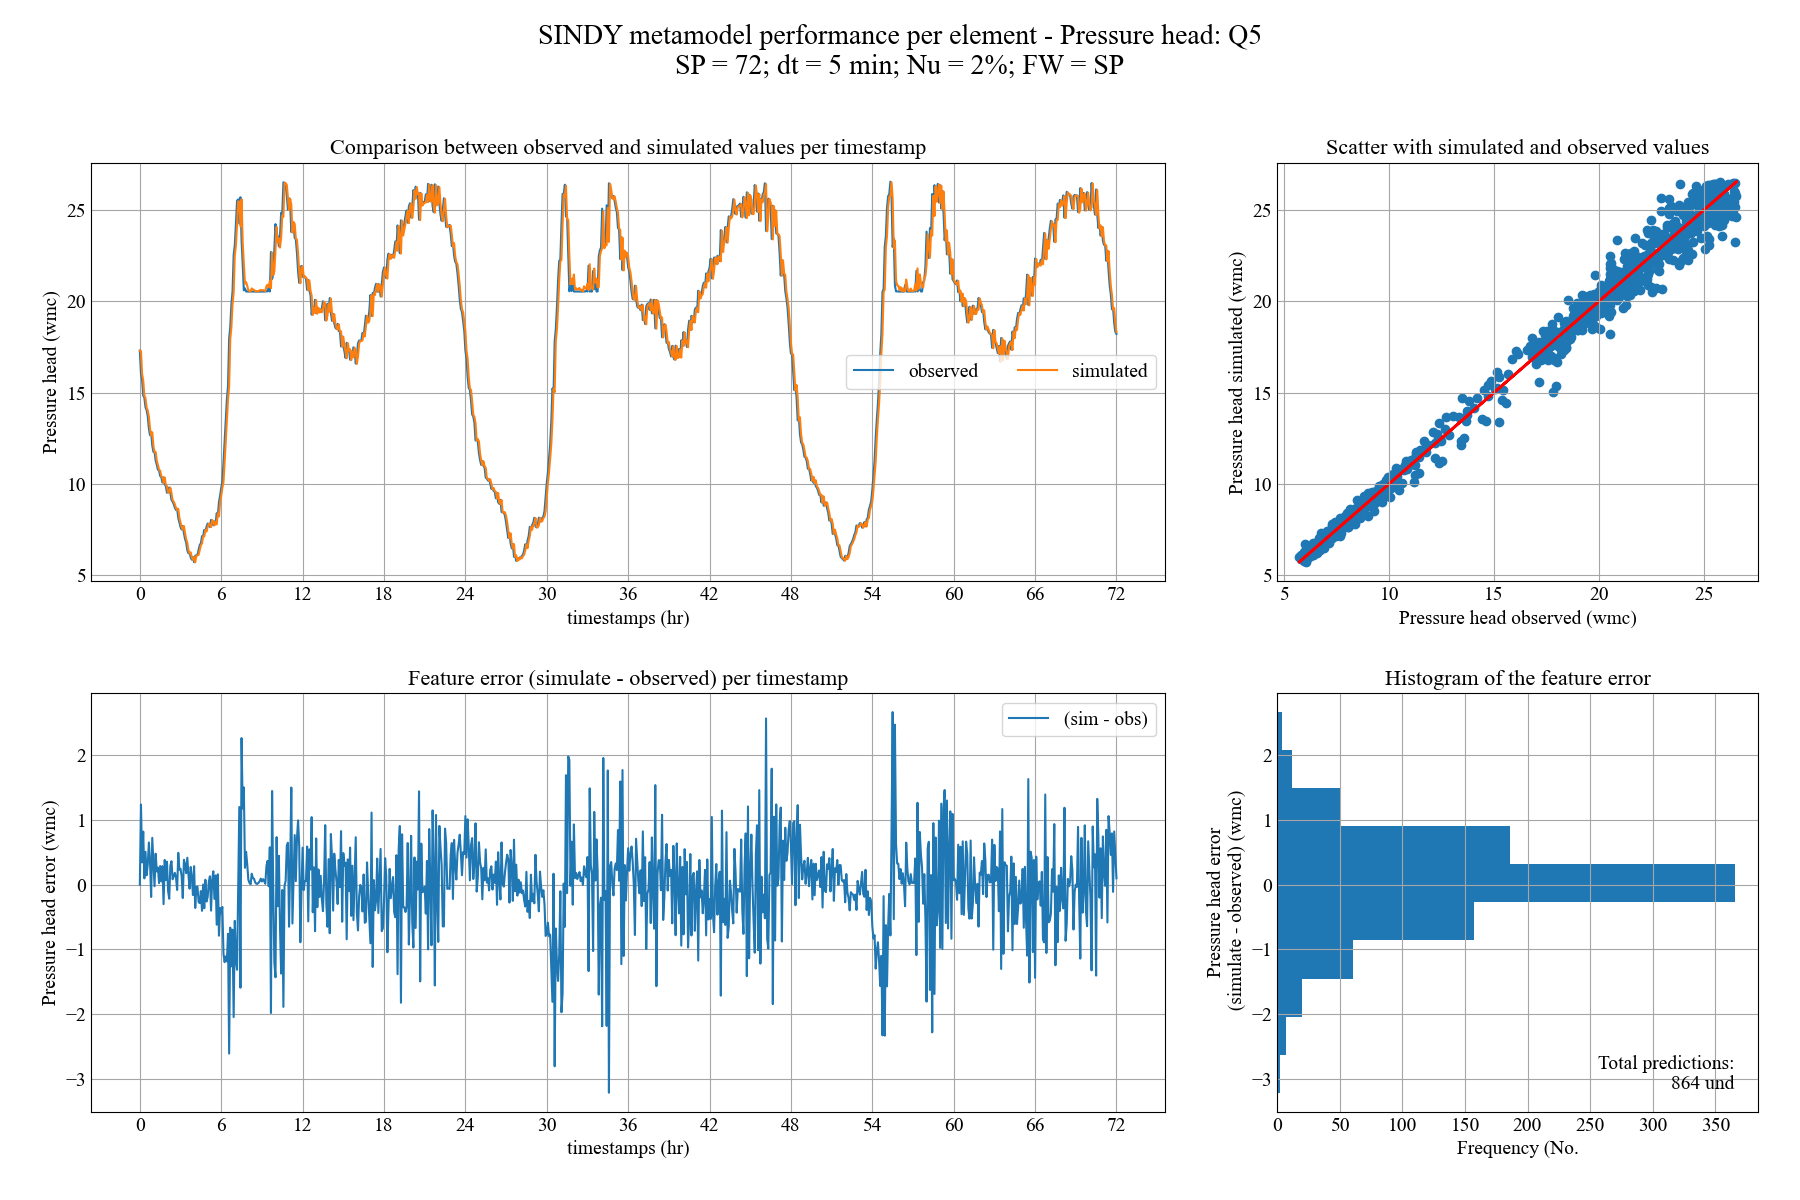 SINDY metamodel performance per element - Pressure head: Q5
SP = 72; dt = 5 min; Nu = 2%; FW = SP
Comparison between observed and simulated values per timestamp
Pressure head (wmc)
25
20
15
10
5
observed
simulated
0 6 12 18 24 30 36 42 48 54 60 66 72
timestamps (hr)
Scatter with simulated and observed values
Pressure head simulated (wmc)
25
20
15
10
5
5 10 15 20 25
Pressure head observed (wmc)
Feature error (simulate - observed) per timestamp
Pressure head error (wmc)
2
1
0
−1
−2
−3
(sim - obs)
0 6 12 18 24 30 36 42 48 54 60 66 72
timestamps (hr)
Histogram of the feature error
Pressure head error
(simulate - observed) (wmc)
2
1
0
−1
−2
−3
Total predictions:
864 und
0 50 100 150 200 250 300 350
Frequency (No.